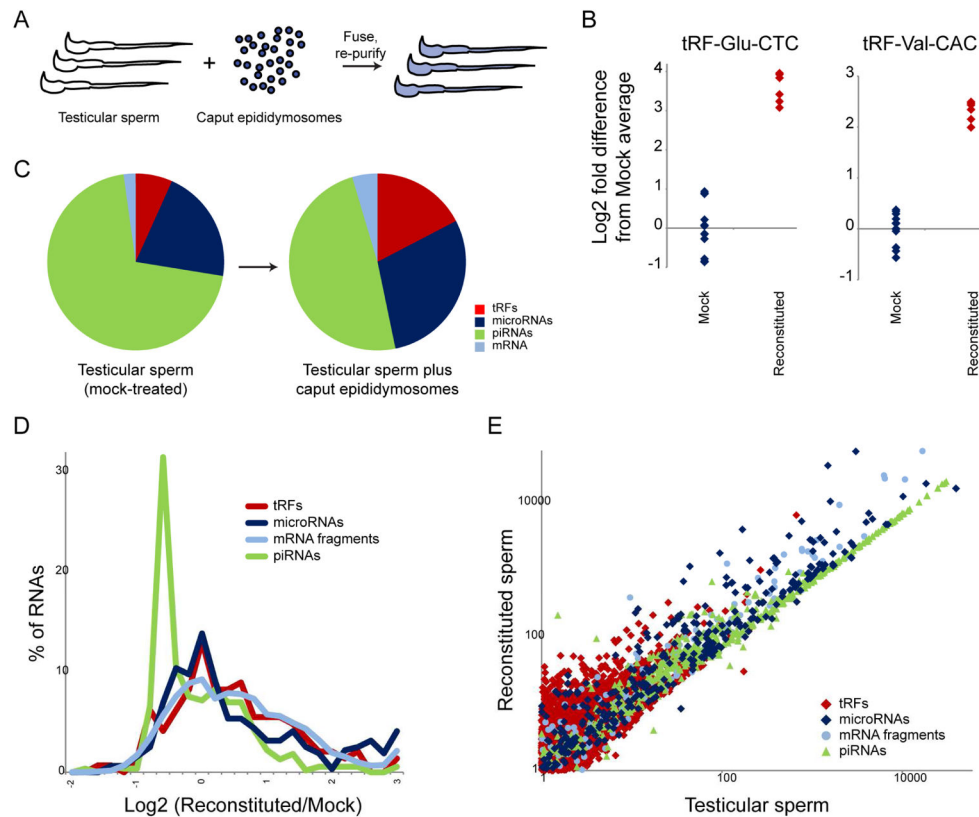 A
Testicular sperm
+
Caput epididymosomes
Fuse,
re-purify
B
tRF-Glu-CTC
tRF-Val-CAC
Log2 fold difference
from Mock average
4
3
2
1
0
-1
Mock
Reconstituted
3
2
1
0
-1
Mock
Reconstituted
C
Testicular sperm
(mock-treated)
Testicular sperm plus
caput epididymosomes
tRFs
microRNAs
piRNAs
mRNA
D
% of RNAs
30
20
10
0
-2
-1
0
1
2
3
Log2 (Reconstituted/Mock)
tRFs
microRNAs
mRNA fragments
piRNAs
E
Reconstituted sperm
10000
100
1
1
100
10000
Testicular sperm
tRFs
microRNAs
mRNA fragments
piRNAs